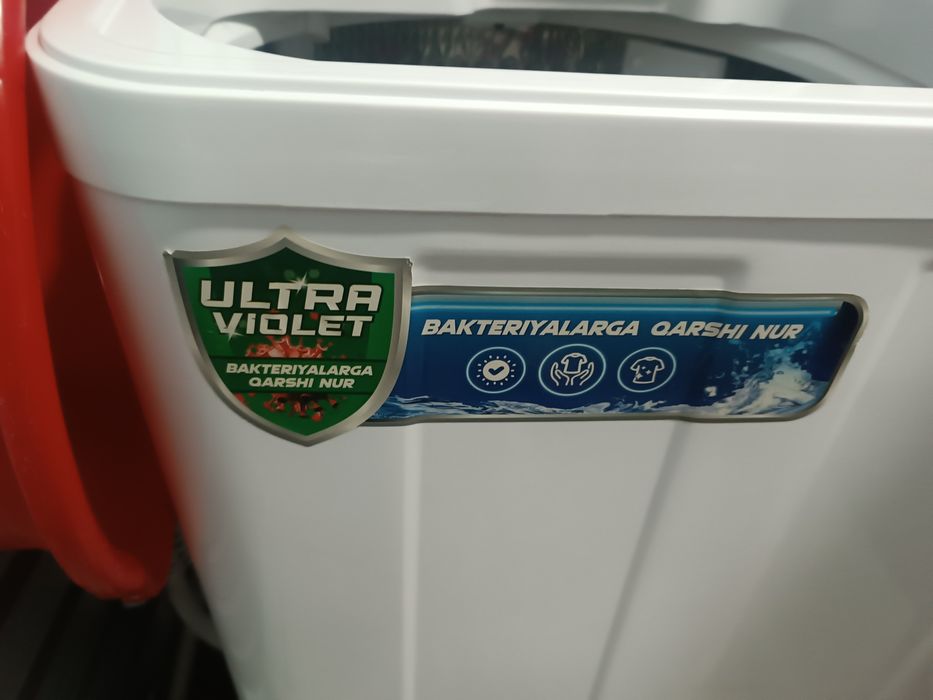 ULTRA
VIOLET
BAKTERIYALARGA
QARSHI NUR
BAKTERIYALARGA QARSHI NUR